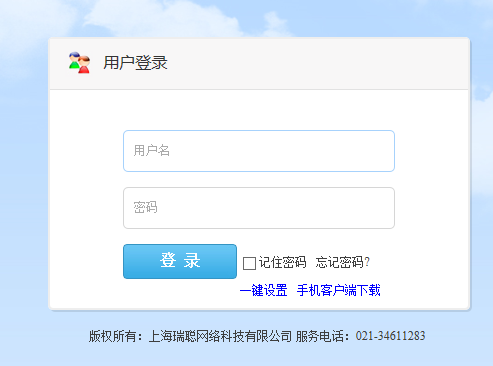 用户登录
用户名
密码
登 录 记住密码 忘记密码?
一键设置 手机客户端下载
版权所有：上海瑞聪网络科技有限公司 服务电话：021-34611283